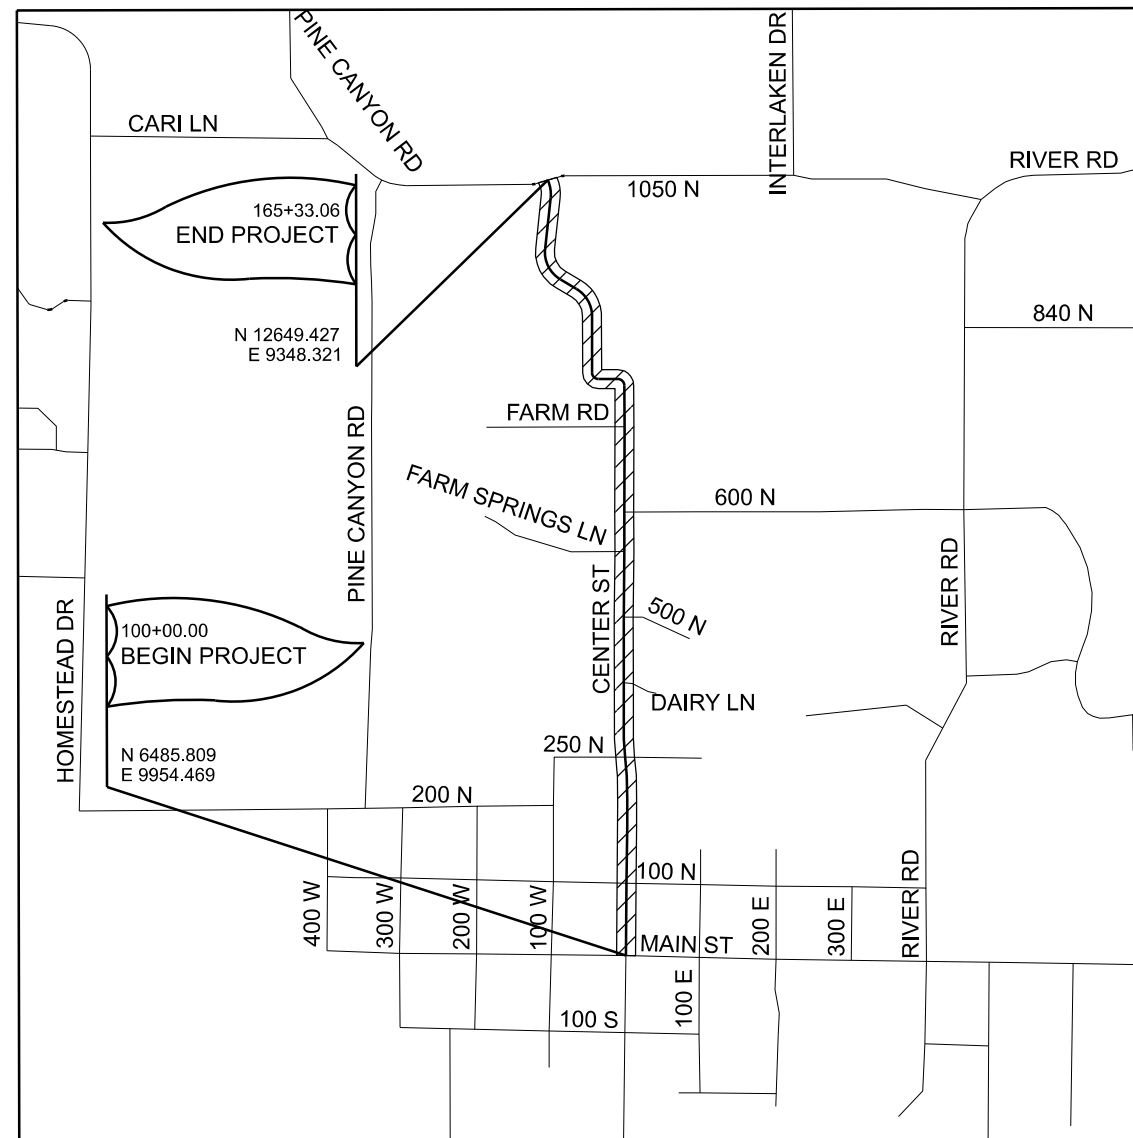 PINE CANYON RD
INTERLAKEN DR
CARI LN
RIVER RD
1050 N
165+33.06
END PROJECT
N 12649.427
E 9348.321
840 N
FARM RD
PINE CANYON RD
FARM SPRINGS LN
600 N
RIVER RD
CENTER ST
500 N
HOMESTEAD DR
100+00.00
BEGIN PROJECT
DAIRY LN
N 6485.809
E 9954.469
250 N
200 N
100 N
400 W
300 W
200 W
100 W
MAIN ST
200 E
300 E
RIVER RD
100 E
100 S